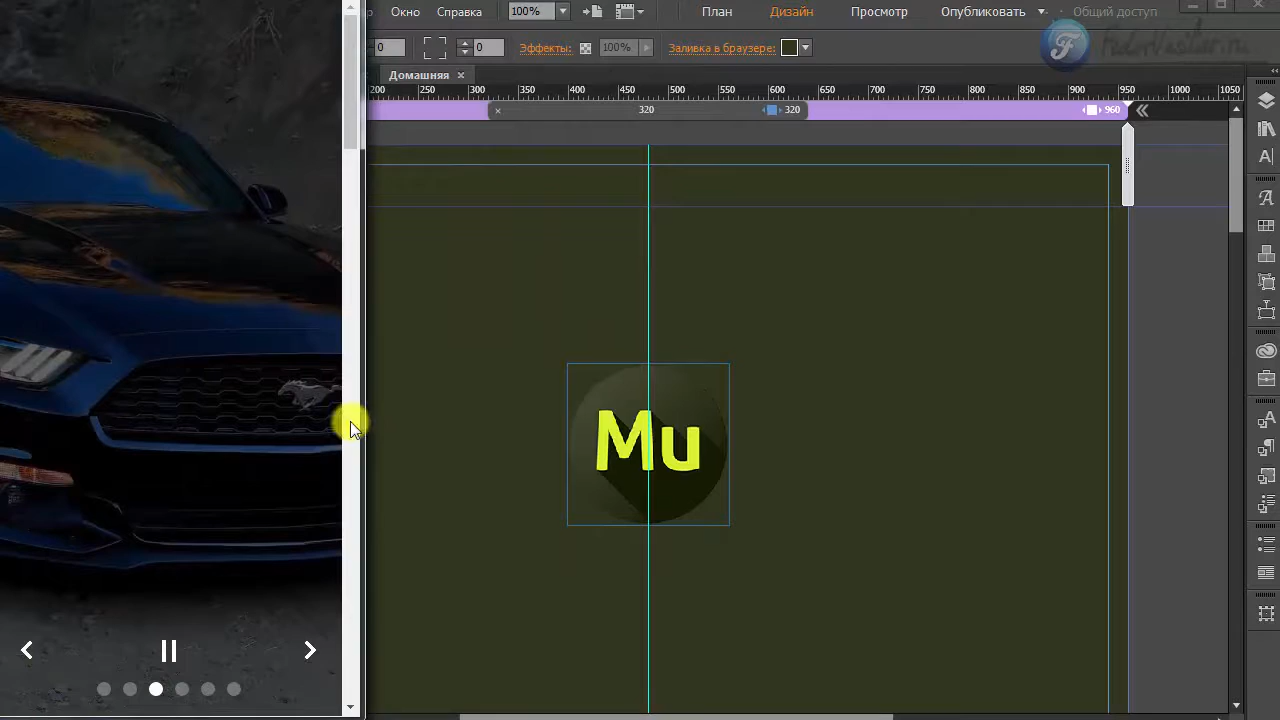 Окно Справка 100% План Дизайн Просмотр Опубликовать Общий доступ
0 0 Эффекты: 100% Заливка в браузере:
Домашняя ×
200 300 350 400 450 500 550 600 650 700 750 800 850 900 950 1000 1050
× 320 320 960
Mu